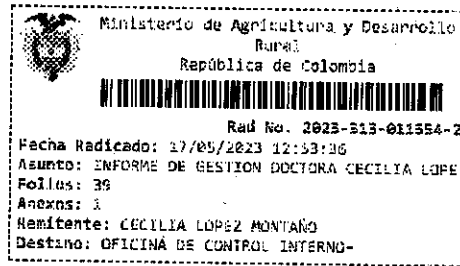 Ministerio de Agricultura y Desarrollo
Rural
República de Colombia
Rad No. 2023-313-011554-2
Fecha Radicado: 17/05/2023 12:53:36
Asunto: INFORME DE GESTION DOCTORA CECILIA LOPE
Folios: 39
Anexos: 1
Remitente: CECILIA LOPEZ MONTAÑO
Destino: OFICINA DE CONTROL INTERNO-